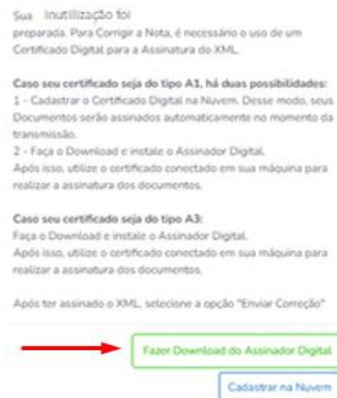 Sua Inutilização foi
preparada. Para Corrigir a Nota, é necessário o uso de um
Certificado Digital para a Assinatura do XML.
Caso seu certificado seja do tipo A1, há duas possibilidades:
1 - Cadastrar o Certificado Digital na Nuvem. Desse modo, seus
Documentos serão assinados automaticamente no momento da
transmissão.
2 - Faça o Download e instale o Assinador Digital.
Após isso, utilize o certificado conectado em sua máquina para
realizar a assinatura dos documentos.
Caso seu certificado seja do tipo A3:
Faça o Download e instale o Assinador Digital.
Após isso, utilize o certificado conectado em sua máquina para
realizar a assinatura dos documentos.
Após ter assinado o XML, selecione a opção "Enviar Correção"
Fazer Download do Assinador Digital
Cadastrar na Nuvem